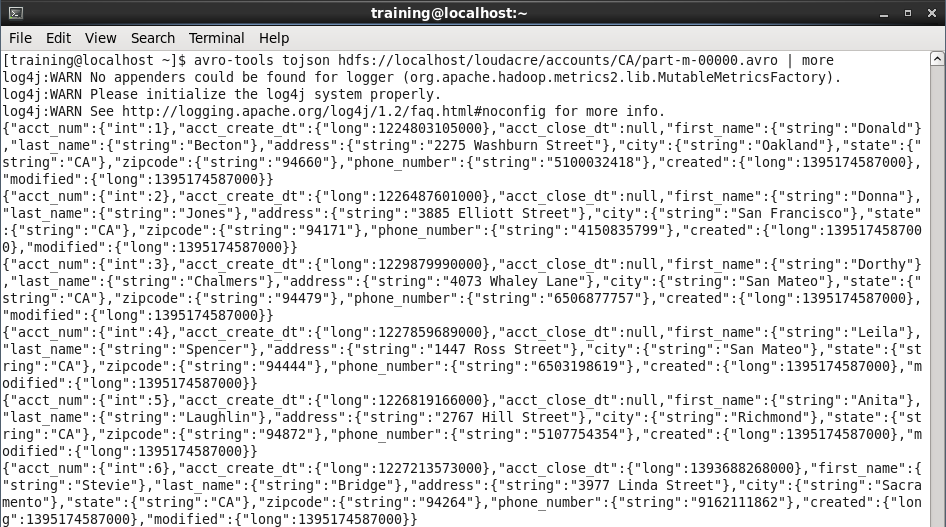 training@localhost:~
File Edit View Search Terminal Help
[training@localhost ~]$ avro-tools tojson hdfs://localhost/loudacre/accounts/CA/part-m-00000.avro | more
log4j:WARN No appenders could be found for logger (org.apache.hadoop.metrics2.lib.MutableMetricsFactory).
log4j:WARN Please initialize the log4j system properly.
log4j:WARN See http://logging.apache.org/log4j/1.2/faq.html#noconfig for more info.
{"acct_num":{"int":1},"acct_create_dt":{"long":1224803105000},"acct_close_dt":null,"first_name":{"string":"Donald"}
,"last_name":{"string":"Becton"},"address":{"string":"2275 Washburn Street"},"city":{"string":"Oakland"},"state":{"
string":"CA"},"zipcode":{"string":"94660"},"phone_number":{"string":"5100032418"},"created":{"long":1395174587000},
"modified":{"long":1395174587000}}
{"acct_num":{"int":2},"acct_create_dt":{"long":1226487601000},"acct_close_dt":null,"first_name":{"string":"Donna"},
"last_name":{"string":"Jones"},"address":{"string":"3885 Elliott Street"},"city":{"string":"San Francisco"},"state"
:{"string":"CA"},"zipcode":{"string":"94171"},"phone_number":{"string":"4150835799"},"created":{"long":139517458700
0},"modified":{"long":1395174587000}}
{"acct_num":{"int":3},"acct_create_dt":{"long":1229879990000},"acct_close_dt":null,"first_name":{"string":"Dorthy"}
,"last_name":{"string":"Chalmers"},"address":{"string":"4073 Whaley Lane"},"city":{"string":"San Mateo"},"state":{"
string":"CA"},"zipcode":{"string":"94479"},"phone_number":{"string":"6506877757"},"created":{"long":1395174587000},
"modified":{"long":1395174587000}}
{"acct_num":{"int":4},"acct_create_dt":{"long":1227859689000},"acct_close_dt":null,"first_name":{"string":"Leila"},
"last_name":{"string":"Spencer"},"address":{"string":"1447 Ross Street"},"city":{"string":"San Mateo"},"state":{"st
ring":"CA"},"zipcode":{"string":"94444"},"phone_number":{"string":"6503198619"},"created":{"long":1395174587000},"m
odified":{"long":1395174587000}}
{"acct_num":{"int":5},"acct_create_dt":{"long":1226819166000},"acct_close_dt":null,"first_name":{"string":"Anita"},
"last_name":{"string":"Laughlin"},"address":{"string":"2767 Hill Street"},"city":{"string":"Richmond"},"state":{"st
ring":"CA"},"zipcode":{"string":"94872"},"phone_number":{"string":"5107754354"},"created":{"long":1395174587000},"m
odified":{"long":1395174587000}}
{"acct_num":{"int":6},"acct_create_dt":{"long":1227213573000},"acct_close_dt":{"long":1393688268000},"first_name":{
"string":"Stevie"},"last_name":{"string":"Bridge"},"address":{"string":"3977 Linda Street"},"city":{"string":"Sacra
mento"},"state":{"string":"CA"},"zipcode":{"string":"94264"},"phone_number":{"string":"9162111862"},"created":{"lon
g":1395174587000},"modified":{"long":1395174587000}}